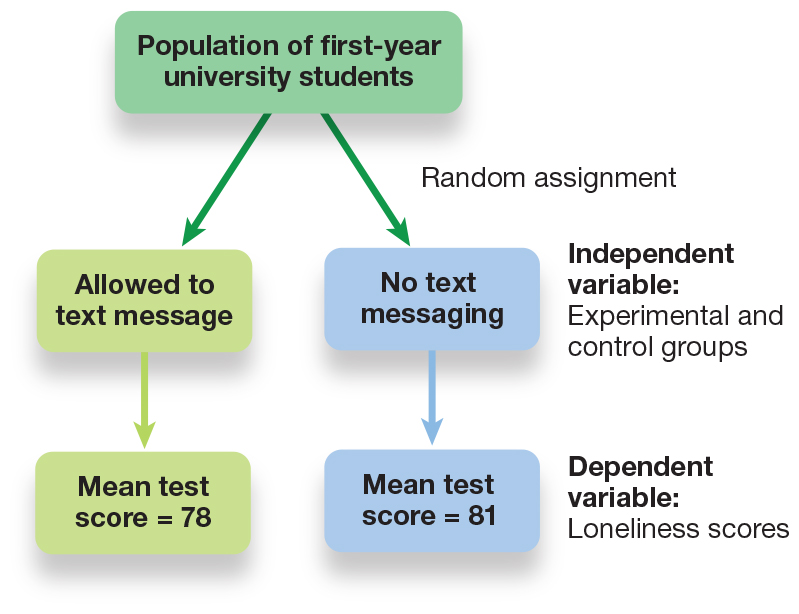 Population of first-year
university students
Random assignment
Allowed to
text message
No text
messaging
Independent
variable:
Experimental and
control groups
Mean test
score = 78
Mean test
score = 81
Dependent
variable:
Loneliness scores